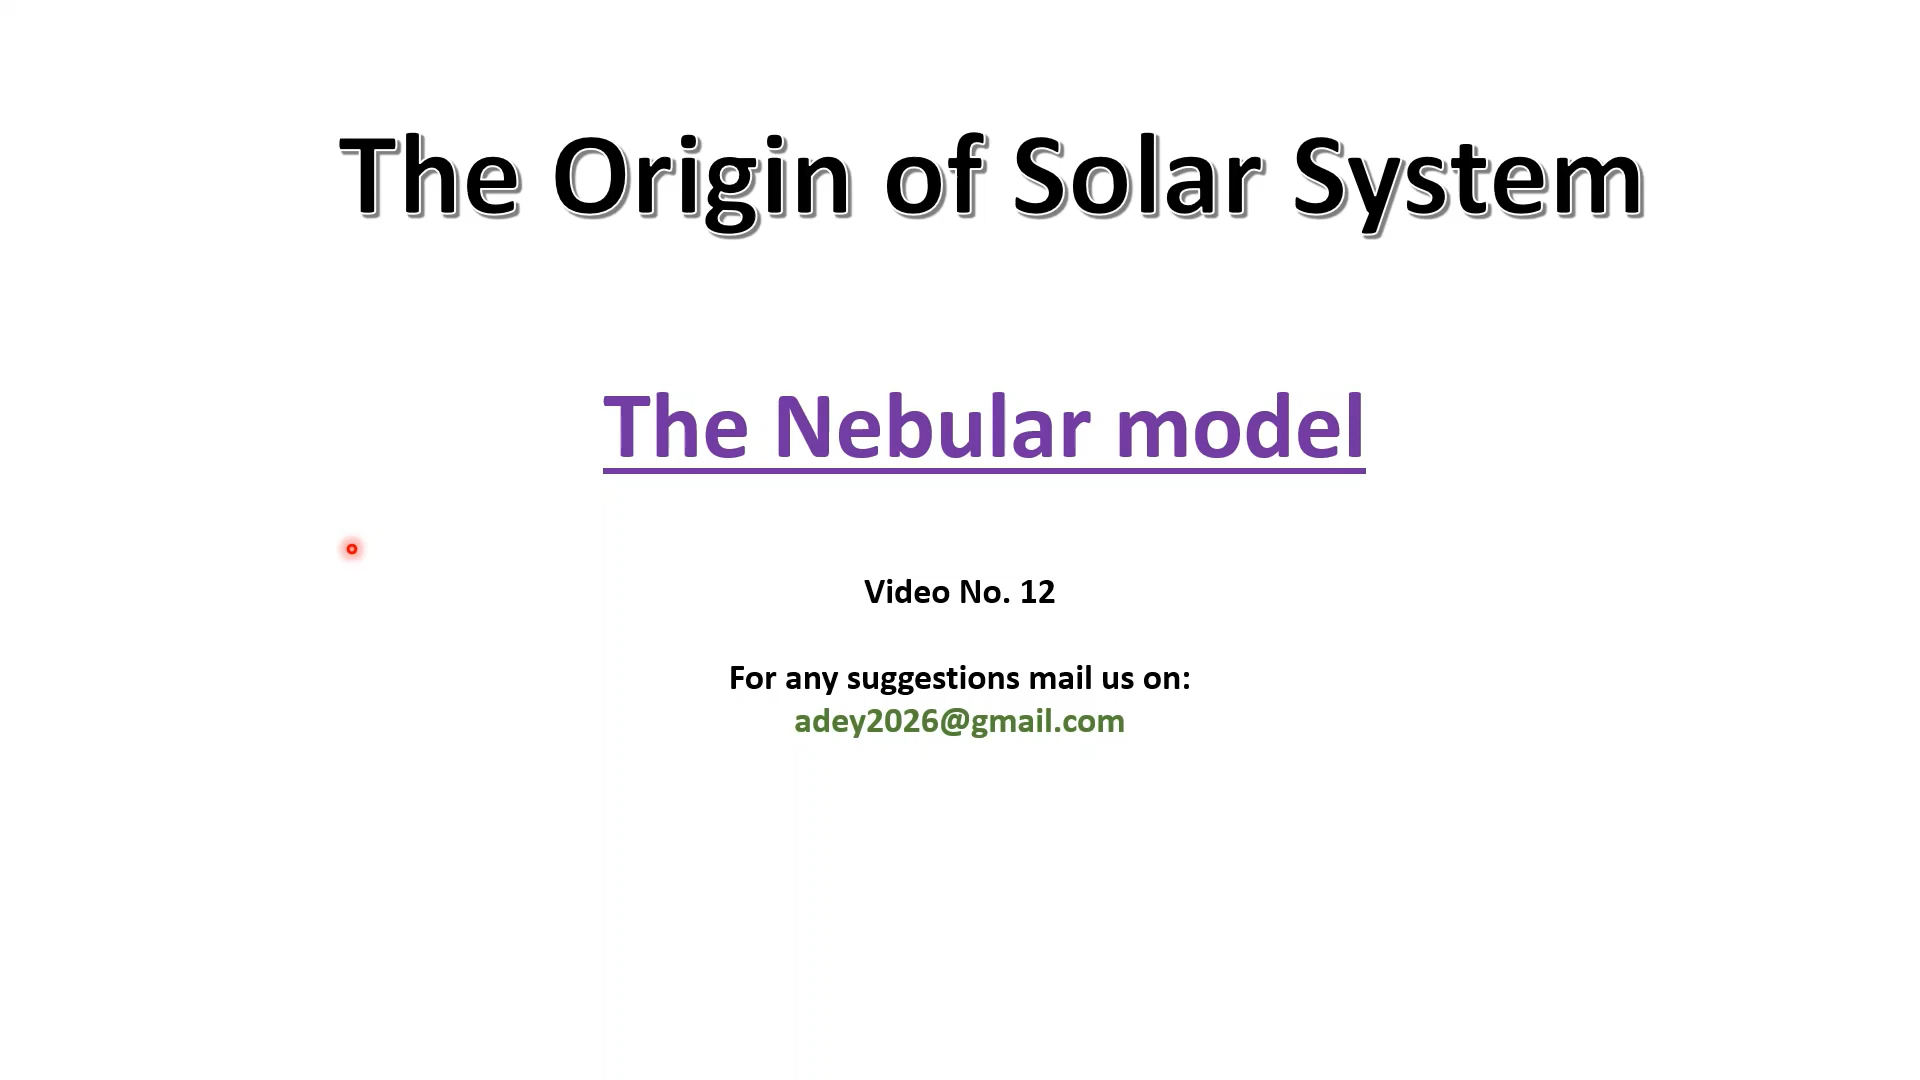 The Origin of Solar System
The Nebular model
Video No. 12
For any suggestions mail us on:
adey2026@gmail.com